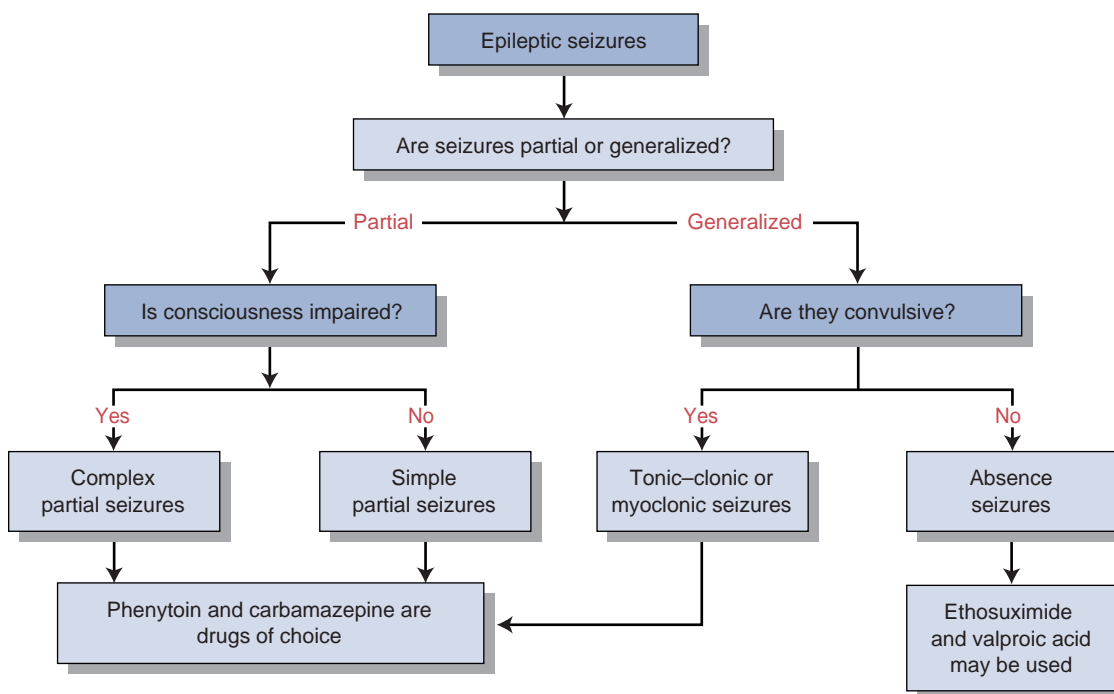 Epileptic seizures
Are seizures partial or generalized?
Partial
Generalized
Is consciousness impaired?
Are they convulsive?
Yes
No
Yes
No
Complex
partial seizures
Simple
partial seizures
Tonic–clonic or
myoclonic seizures
Absence
seizures
Phenytoin and carbamazepine are
drugs of choice
Ethosuximide
and valproic acid
may be used